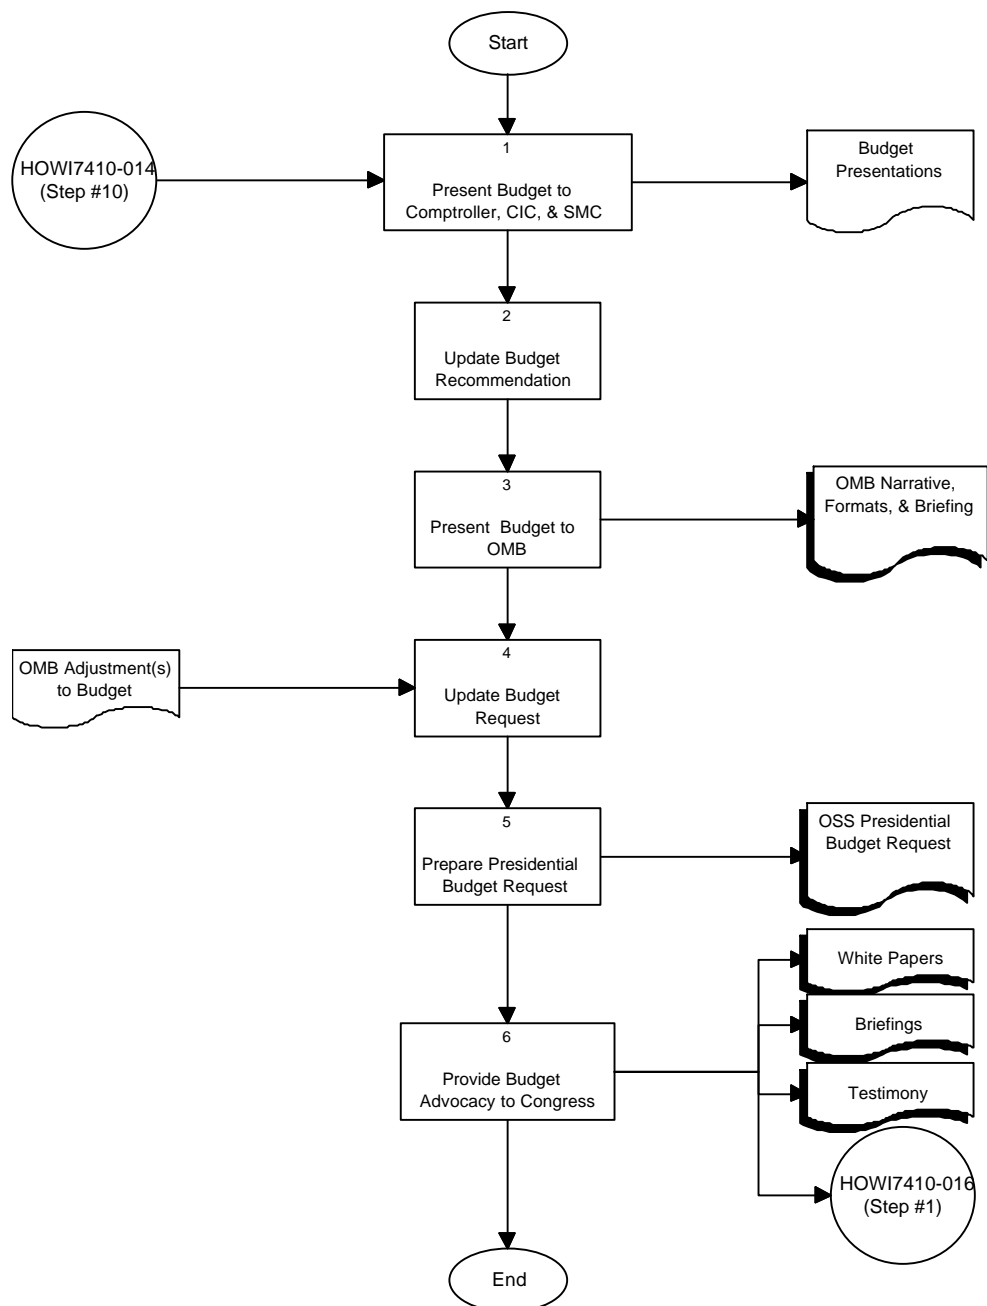 Start
HOWI7410-014
(Step #10)
1
Present Budget to
Comptroller, CIC, & SMC
Budget
Presentations
2
Update Budget
Recommendation
3
Present Budget to
OMB
OMB Narrative,
Formats, & Briefing
OMB Adjustment(s)
to Budget
4
Update Budget
Request
5
Prepare Presidential
Budget Request
OSS Presidential
Budget Request
White Papers
Briefings
6
Provide Budget
Advocacy to Congress
Testimony
HOWI7410-016
(Step #1)
End